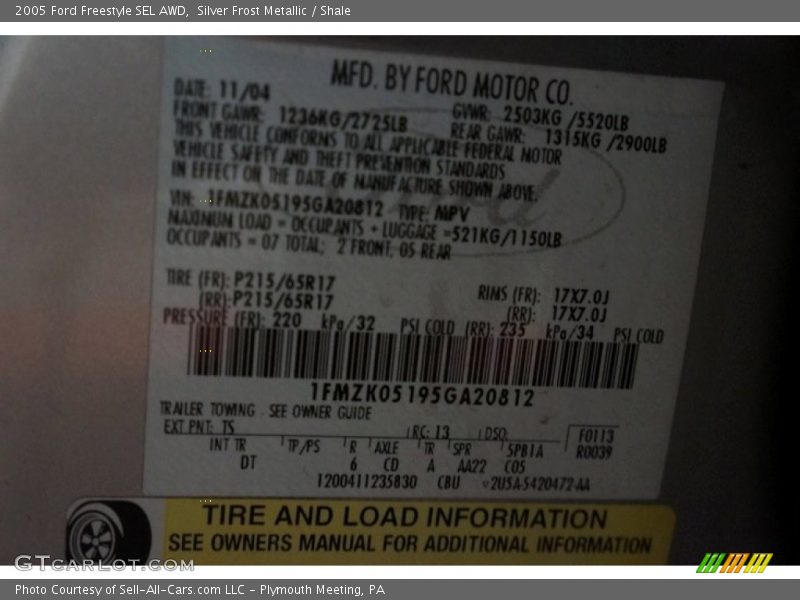 2005 Ford Freestyle SEL AWD,  Silver Frost Metallic / Shale
MFD. BY FORD MOTOR CO.
DATE: 11/04
GVWR: 2503KG /5520LB
FRONT GAWR: 1236KG/2725LB
REAR GAWR: 1315KG /2900LB
THIS VEHICLE CONFORMS TO ALL APPLICABLE FEDERAL MOTOR
VEHICLE SAFETY AND THEFT PREVENTION STANDARDS
IN EFFECT ON THE DATE OF MANUFACTURE SHOWN ABOVE.
VIN: 1FMZK05195GA20812 TYPE: MPV
MAXIMUM LOAD = OCCUPANTS + LUGGAGE =521KG/1150LB
OCCUPANTS = 07 TOTAL; 2 FRONT, 05 REAR
TIRE (FR): P215/65R17 RIMS (FR): 17X7.0J
(RR): P215/65R17 (RR): 17X7.0J
PRESSURE (FR): 220 kPa/32 PSI COLD (RR): 235 kPa/34 PSI COLD
1FMZK05195GA20812
TRAILER TOWING - SEE OWNER GUIDE
EXT PNT: TS RC: 13 DSO: F0113
INT TR TP/PS R AXLE TR SPR 5PB1A R0039
DT 6 CD A AA22 C05
1200411235830 CBU 2U5A-5420472-AA
TIRE AND LOAD INFORMATION
SEE OWNERS MANUAL FOR ADDITIONAL INFORMATION
GTCARLOT.COM
Photo Courtesy of Sell-All-Cars.com LLC - Plymouth Meeting, PA